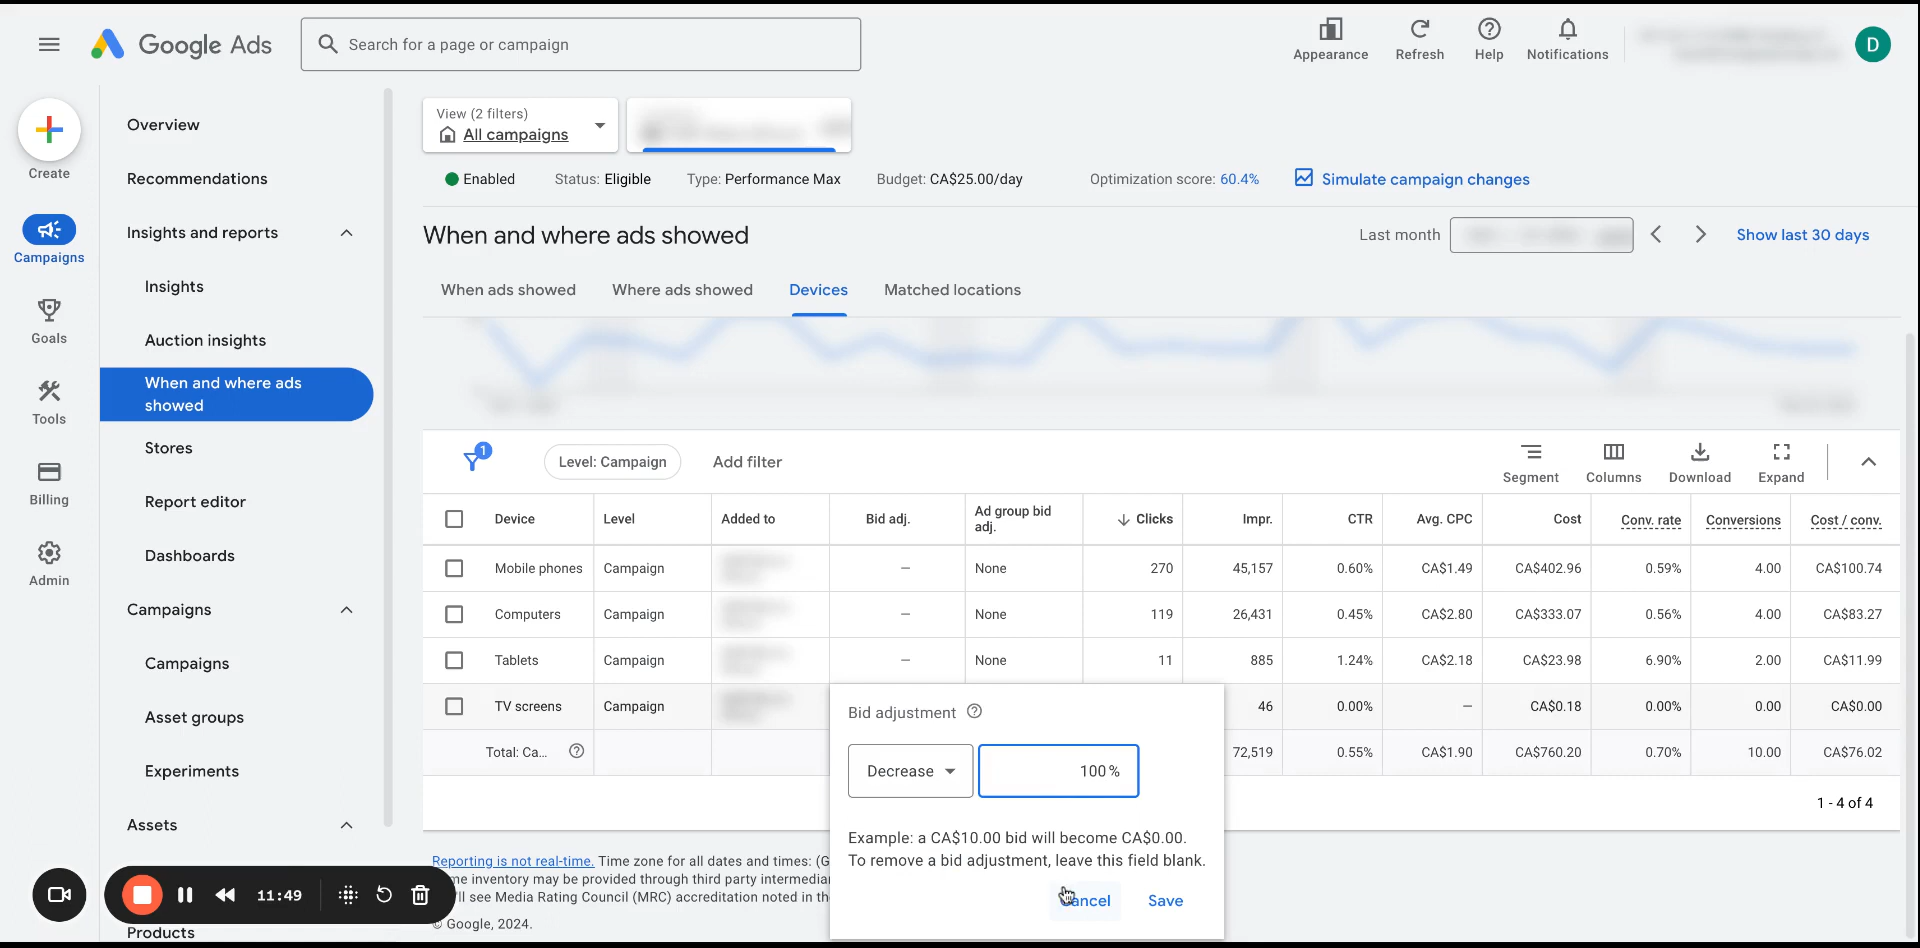 Google Ads
Search for a page or campaign
Appearance
Refresh
Help
Notifications
D
Create
Campaigns
Goals
Tools
Billing
Admin
Overview
Recommendations
Insights and reports
Insights
Auction insights
When and where ads
showed
Stores
Report editor
Dashboards
Campaigns
Campaigns
Asset groups
Experiments
Assets
Products
11:49
View (2 filters)
All campaigns
Enabled Status: Eligible Type: Performance Max Budget: CA$25.00/day Optimization score: 60.4% Simulate campaign changes
When and where ads showed
Last month
Show last 30 days
When ads showed Where ads showed Devices Matched locations
1
Level: Campaign Add filter
Segment Columns Download Expand
Device Level Added to Bid adj. Ad group bid adj. Clicks Impr. CTR Avg. CPC Cost Conv. rate Conversions Cost / conv.
Mobile phones Campaign — None 270 45,157 0.60% CA$1.49 CA$402.96 0.59% 4.00 CA$100.74
Computers Campaign — None 119 26,431 0.45% CA$2.80 CA$333.07 0.56% 4.00 CA$83.27
Tablets Campaign — None 11 885 1.24% CA$2.18 CA$23.98 6.90% 2.00 CA$11.99
TV screens Campaign 46 0.00% — CA$0.18 0.00% 0.00 CA$0.00
Total: Ca... 72,519 0.55% CA$1.90 CA$760.20 0.70% 10.00 CA$76.02
1 - 4 of 4
Bid adjustment
Decrease 100%
Example: a CA$10.00 bid will become CA$0.00.
To remove a bid adjustment, leave this field blank.
Cancel Save
Reporting is not real-time. Time zone for all dates and times: (G
me inventory may be provided through third party intermediar
'll see Media Rating Council (MRC) accreditation noted in th
© Google, 2024.